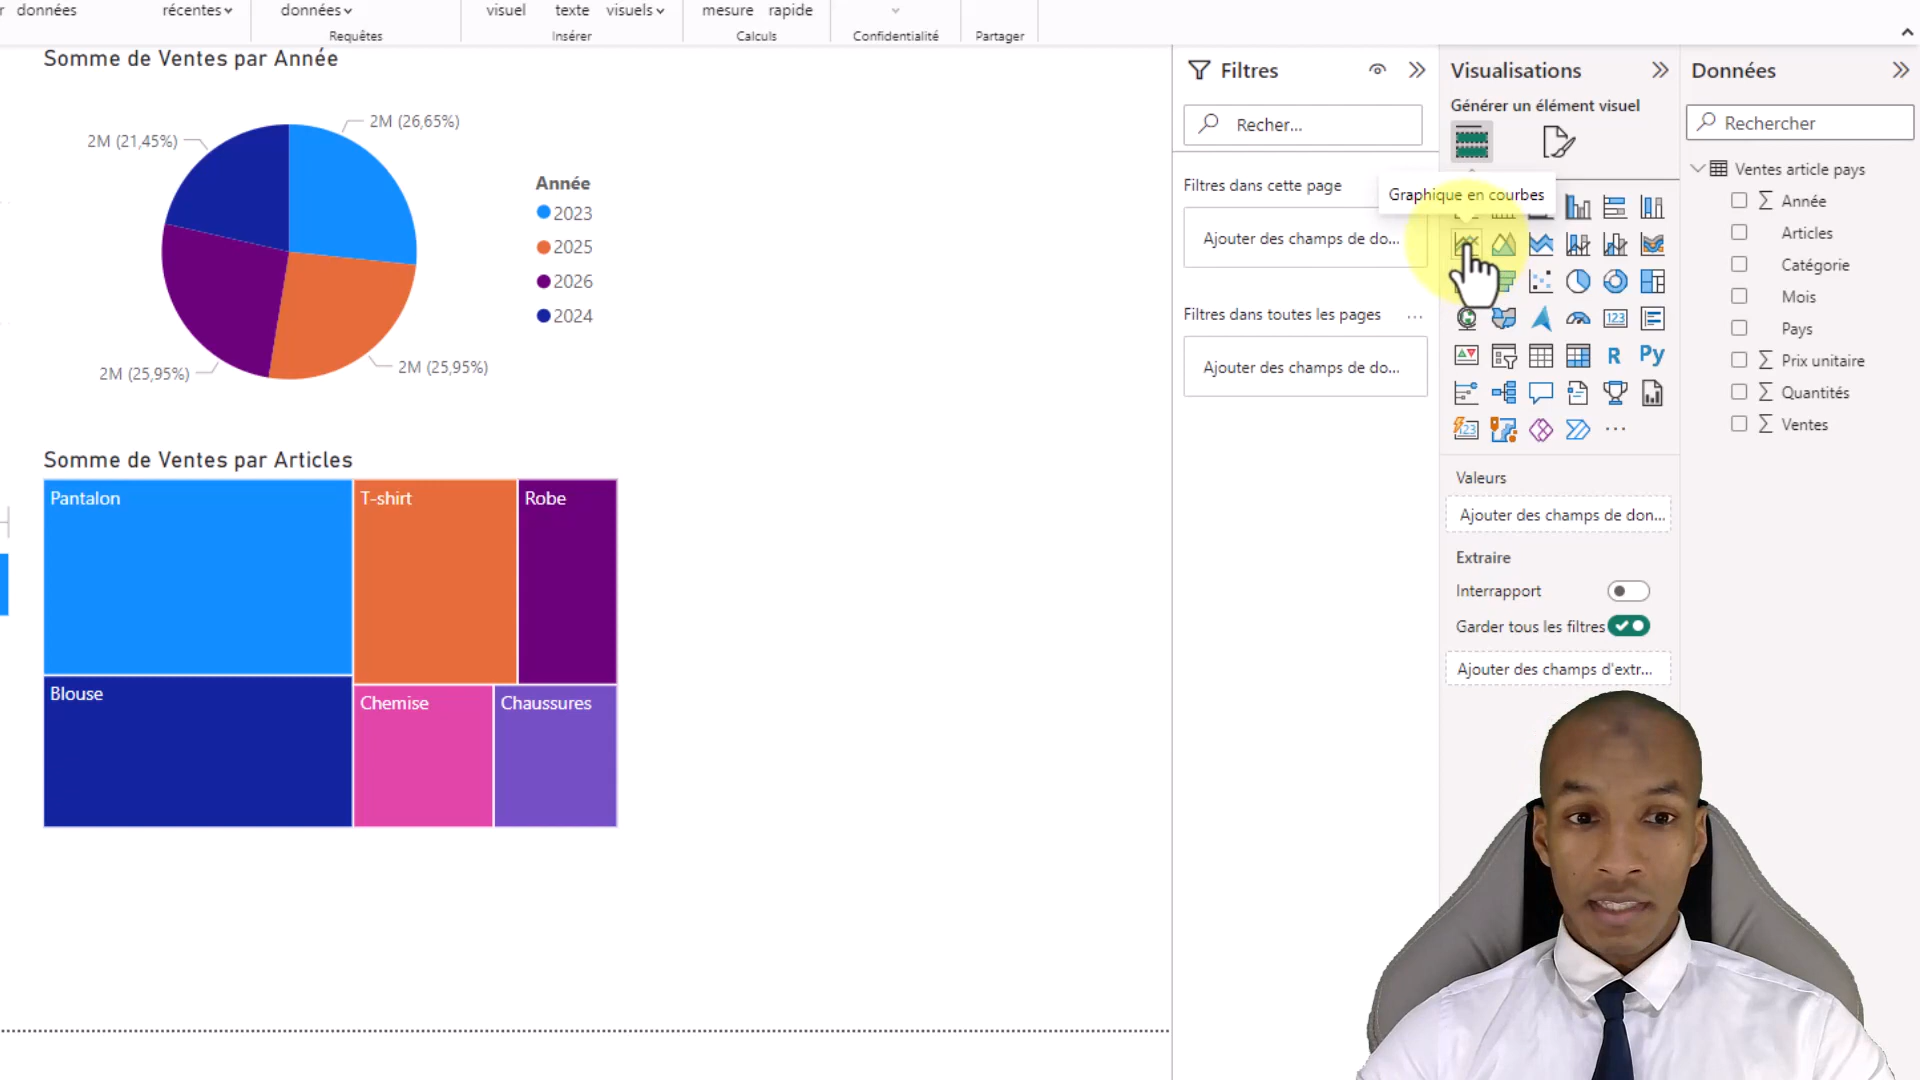 données
récentes
données
visuel
texte
visuels
mesure
rapide
Requêtes
Insérer
Calculs
Confidentialité
Partager
Somme de Ventes par Année
2M (26,65%)
2M (21,45%)
2M (25,95%)
2M (25,95%)
Année
2023
2025
2026
2024
Somme de Ventes par Articles
Pantalon
T-shirt
Robe
Blouse
Chemise
Chaussures
Filtres
Recher...
Filtres dans cette page
Ajouter des champs de do...
Filtres dans toutes les pages
...
Ajouter des champs de do...
Visualisations
Générer un élément visuel
Graphique en courbes
123
R
Py
123
...
Valeurs
Ajouter des champs de don...
Extraire
Interrapport
Garder tous les filtres
Ajouter des champs d'extr...
Données
Rechercher
Ventes article pays
∑ Année
Articles
Catégorie
Mois
Pays
∑ Prix unitaire
∑ Quantités
∑ Ventes